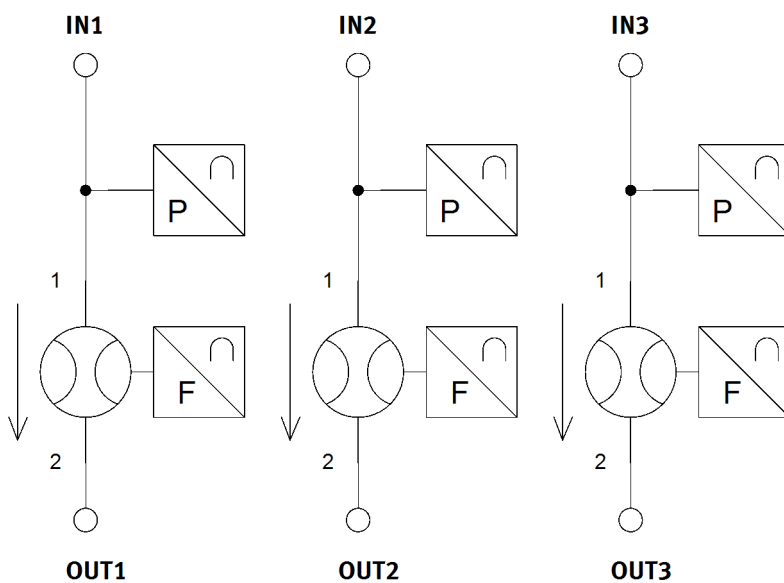 IN1 IN2 IN3
P P P
1 1 1
F F F
2 2 2
OUT1 OUT2 OUT3